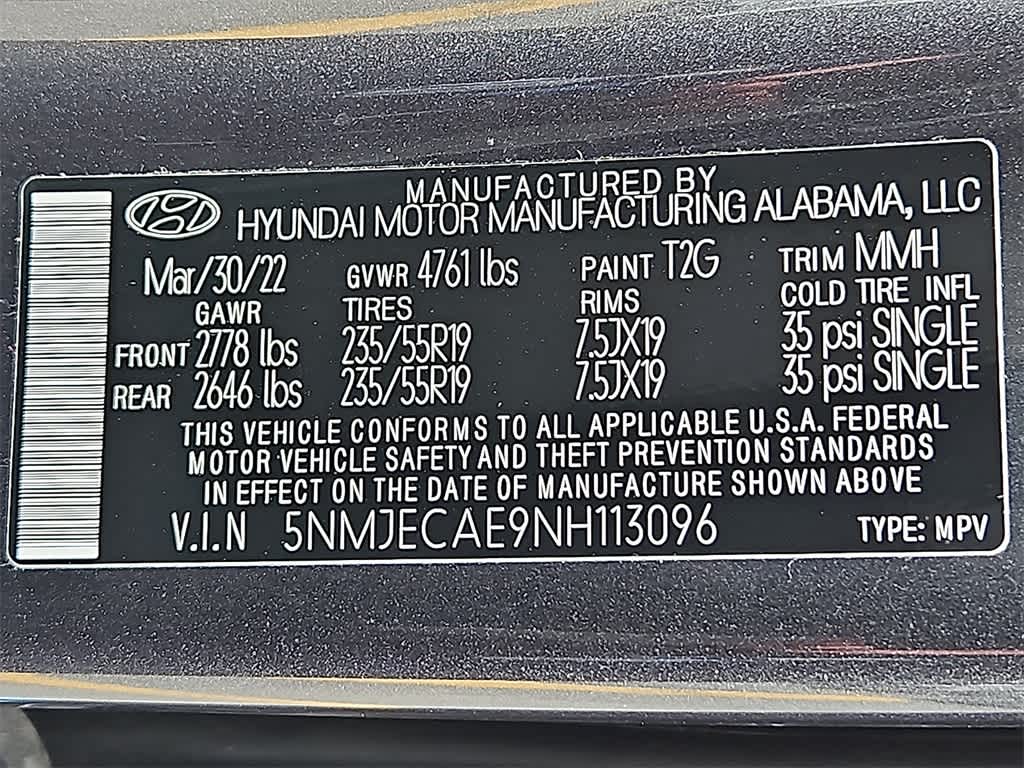 MANUFACTURED BY
HYUNDAI MOTOR MANUFACTURING ALABAMA, LLC
Mar/30/22 GVWR 4761 lbs PAINT T2G TRIM MMH
GAWR TIRES RIMS COLD TIRE INFL
FRONT 2778 lbs 235/55R19 7.5JX19 35 psi SINGLE
REAR 2646 lbs 235/55R19 7.5JX19 35 psi SINGLE
THIS VEHICLE CONFORMS TO ALL APPLICABLE U.S.A. FEDERAL
MOTOR VEHICLE SAFETY AND THEFT PREVENTION STANDARDS
IN EFFECT ON THE DATE OF MANUFACTURE SHOWN ABOVE
V.I.N 5NMJECAE9NH113096 TYPE: MPV